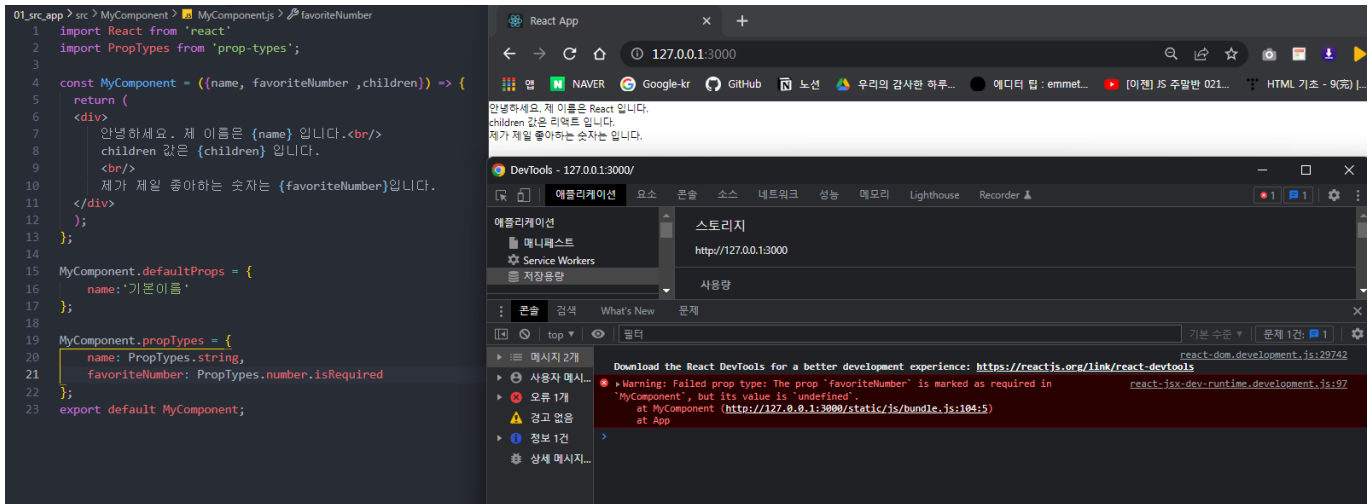 01_src_app > src > MyComponent > MyComponent.js > favoriteNumber
1 import React from 'react'
2 import PropTypes from 'prop-types';
3
4 const MyComponent = ({name, favoriteNumber ,children}) => {
5 return (
6 <div>
7 안녕하세요. 제 이름은 {name} 입니다.<br/>
8 children 값은 {children} 입니다.
9 <br/>
10 제가 제일 좋아하는 숫자는 {favoriteNumber}입니다.
11 </div>
12 );
13 };
14
15 MyComponent.defaultProps = {
16 name:'기본이름'
17 };
18
19 MyComponent.propTypes = {
20 name: PropTypes.string,
21 favoriteNumber: PropTypes.number.isRequired
22 };
23 export default MyComponent;
React App
127.0.0.1:3000
앱 NAVER Google-kr GitHub 노션 우리의 감사한 하루... 에디터 팁 : emmet... [이젠] JS 주말반 021... HTML 기초 - 9(완) |...
안녕하세요. 제 이름은 React 입니다.
children 값은 리액트 입니다.
제가 제일 좋아하는 숫자는 입니다.
DevTools - 127.0.0.1:3000/
애플리케이션 요소 콘솔 소스 네트워크 성능 메모리 Lighthouse Recorder 1 1
애플리케이션
매니페스트
Service Workers
저장용량
스토리지
http://127.0.0.1:3000
사용량
콘솔 검색 What's New 문제
top 필터 기본 수준 문제 1건: 1
메시지 2개
사용자 메시...
오류 1개
경고 없음
정보 1건
상세 메시지...
react-dom.development.js:29742
Download the React DevTools for a better development experience: https://reactjs.org/link/react-devtools
Warning: Failed prop type: The prop `favoriteNumber` is marked as required in react-jsx-dev-runtime.development.js:97
`MyComponent`, but its value is `undefined`.
at MyComponent (http://127.0.0.1:3000/static/js/bundle.js:104:5)
at App